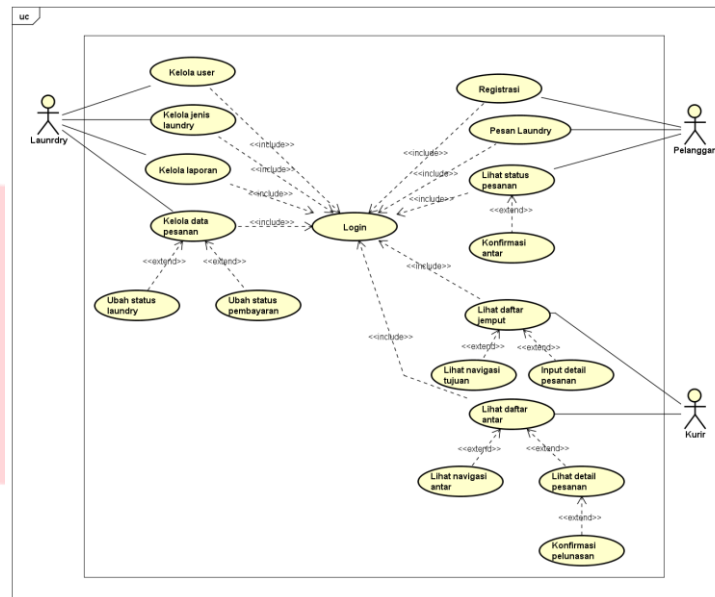 uc
Kelola user
Registrasi
Kelola jenis
laundry
<<include>>
<<include>>
<<include>>
Pesan Laundry
Launrdry
Pelanggan
<<include>>
<<include>>
Kelola laporan
<<include>>
<<include>>
Lihat status
pesanan
Kelola data
pesanan
<<include>>
Login
<<extend>>
Konfirmasi
antar
<<extend>>
<<extend>>
<<include>>
Ubah status
laundry
Ubah status
pembayaran
Lihat daftar
jemput
<<include>>
<<extend>>
<<extend>>
Lihat navigasi
tujuan
Input detail
pesanan
Lihat daftar
antar
Kurir
<<extend>>
<<extend>>
Lihat navigasi
antar
Lihat detail
pesanan
<<extend>>
Konfirmasi
pelunasan